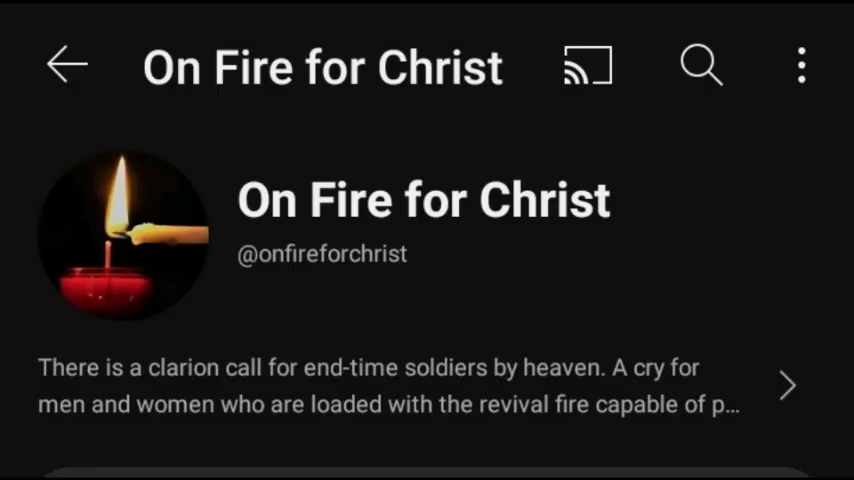 On Fire for Christ
On Fire for Christ
@onfireforchrist
There is a clarion call for end-time soldiers by heaven. A cry for
men and women who are loaded with the revival fire capable of p...